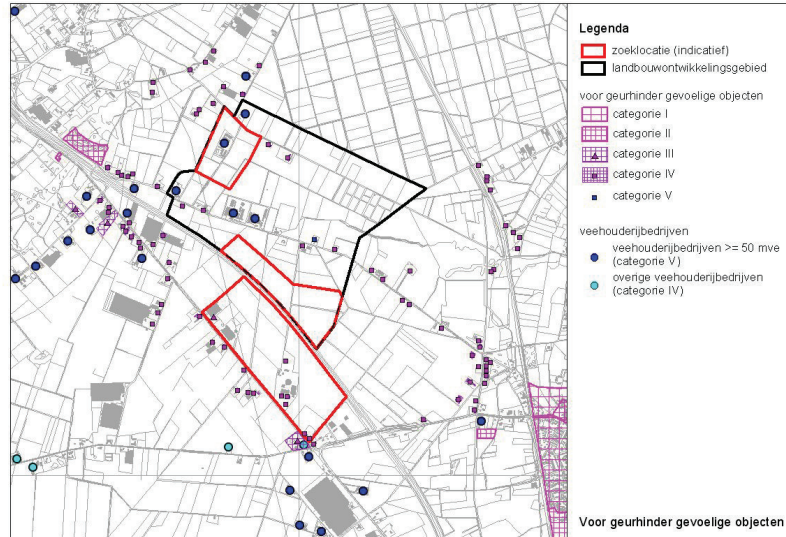 Legenda
zoeklocatie (indicatief)
landbouwontwikkelingsgebied
voor geurhinder gevoelige objecten
categorie I
categorie II
categorie III
categorie IV
categorie V
veehouderijbedrijven
veehouderijbedrijven >= 50 mve
(categorie V)
overige veehouderijbedrijven
(categorie IV)
Voor geurhinder gevoelige objecten